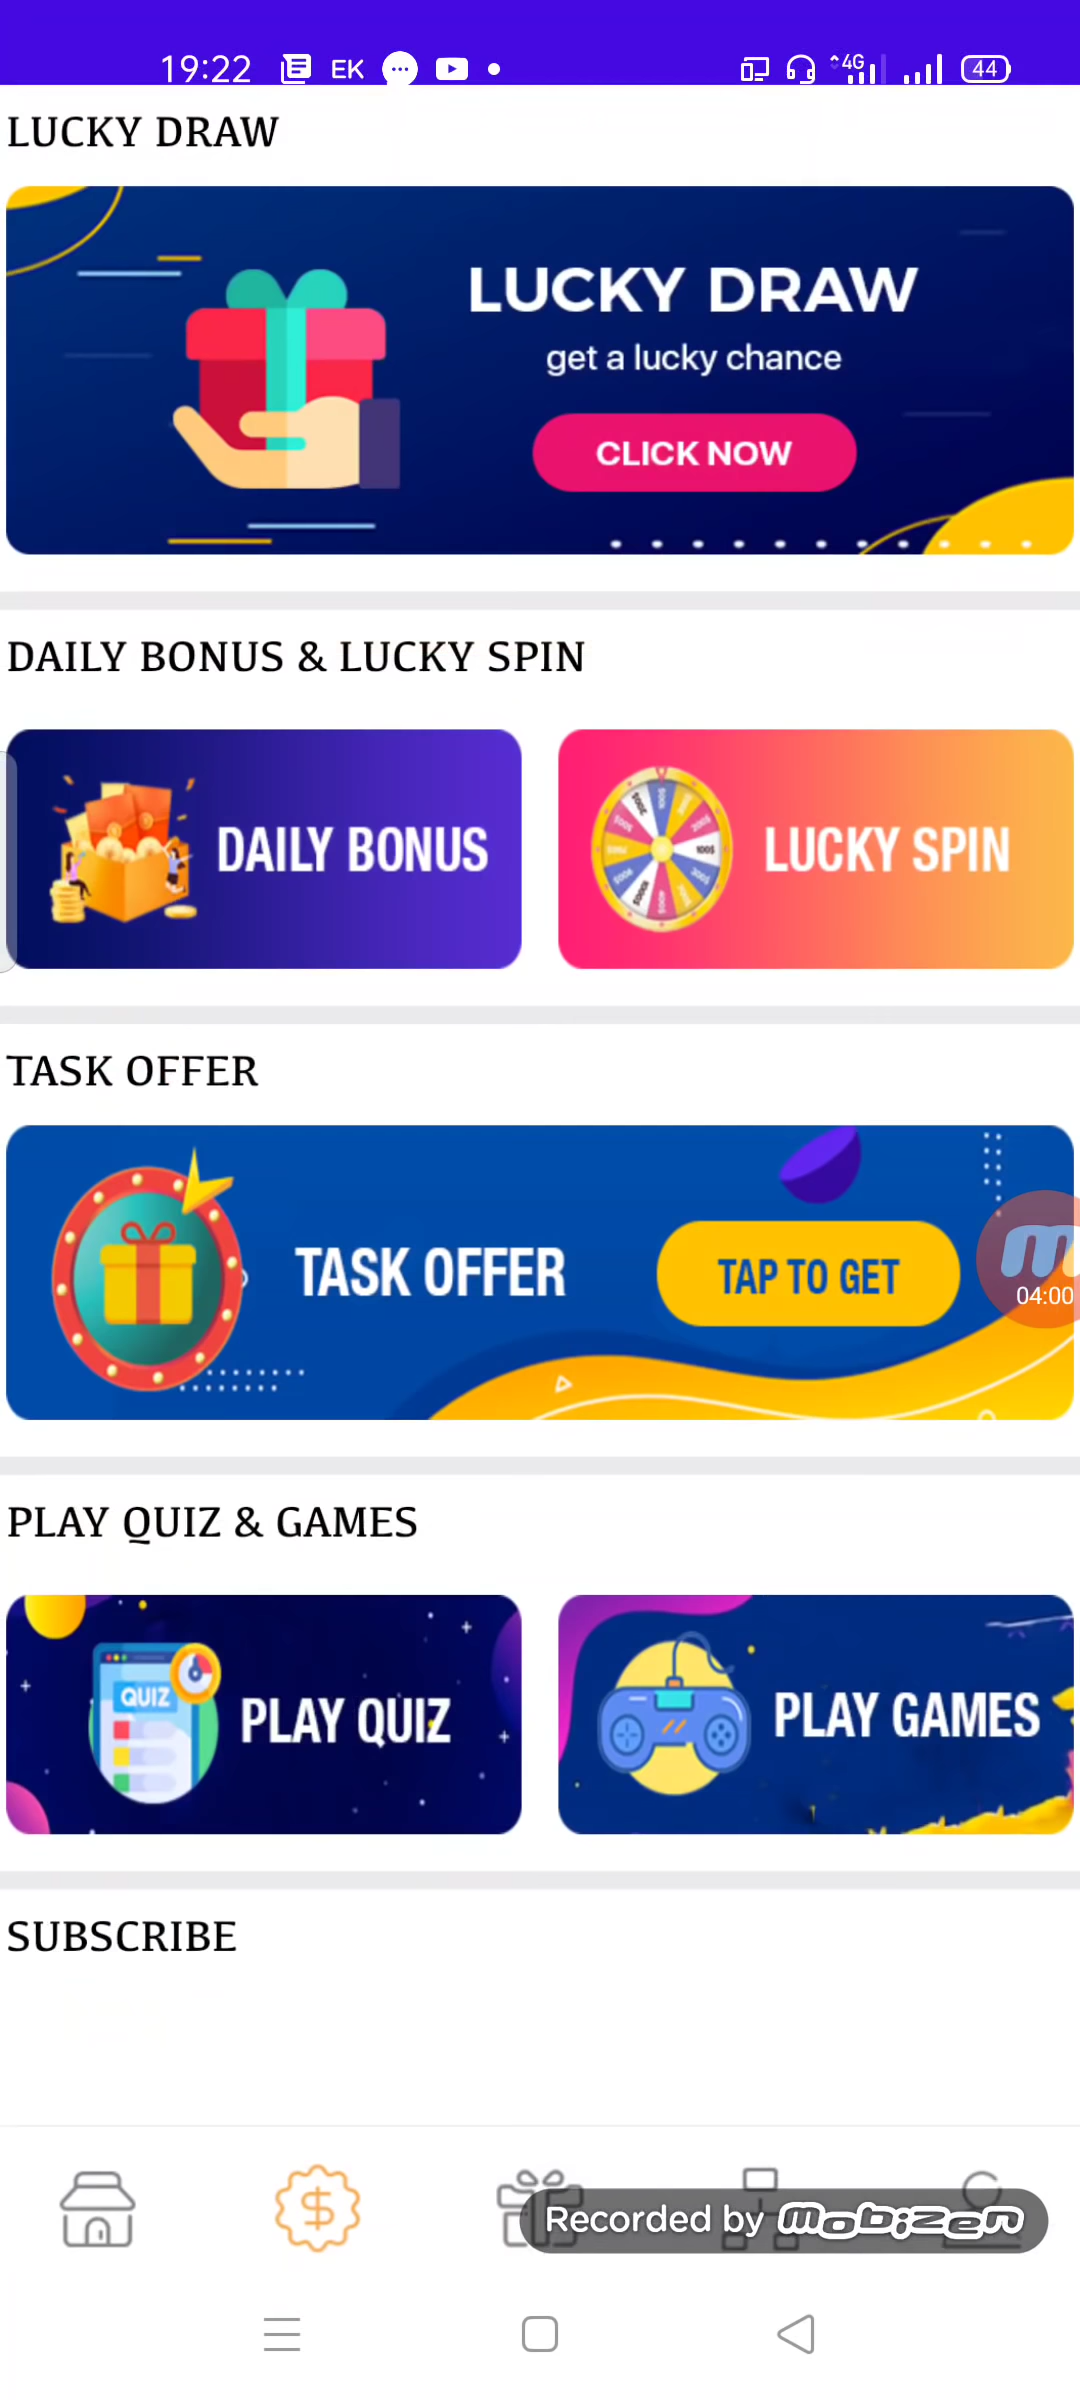 19:22 EK 4G 44
LUCKY DRAW
LUCKY DRAW
get a lucky chance
CLICK NOW
DAILY BONUS & LUCKY SPIN
DAILY BONUS
LUCKY SPIN
TASK OFFER
TASK OFFER
TAP TO GET
04:00
PLAY QUIZ & GAMES
QUIZ
PLAY QUIZ
PLAY GAMES
SUBSCRIBE
Recorded by mobizen